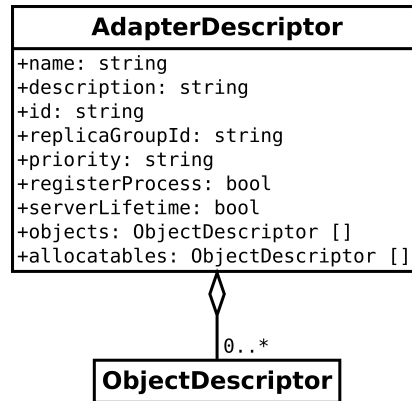 AdapterDescriptor
+name: string
+description: string
+id: string
+replicaGroupId: string
+priority: string
+registerProcess: bool
+serverLifetime: bool
+objects: ObjectDescriptor []
+allocatables: ObjectDescriptor []
0..*
ObjectDescriptor